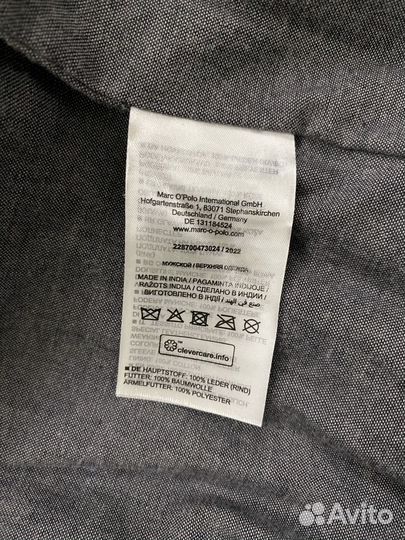 Marc O'Polo International GmbH
Hofgartenstraße 1, 83071 Stephanskirchen
Deutschland / Germany
DE 131184524
www.marc-o-polo.com
228700473024 / 2022
МУЖСКОЙ / ВЕРХНЯЯ ОДЕЖДА
MADE IN INDIA / PAGAMINTA INDIJOJE /
RAŽOTS INDIJA / СДЕЛАНО В ИНДИИ /
ВИГОТОВЛЕНО В ІНДІЇ / صنع في الهند
clevercare.info
DE HAUPTSTOFF: 100% LEDER (RIND)
FUTTER: 100% BAUMWOLLE
ÄRMELFUTTER: 100% POLYESTER
Avito